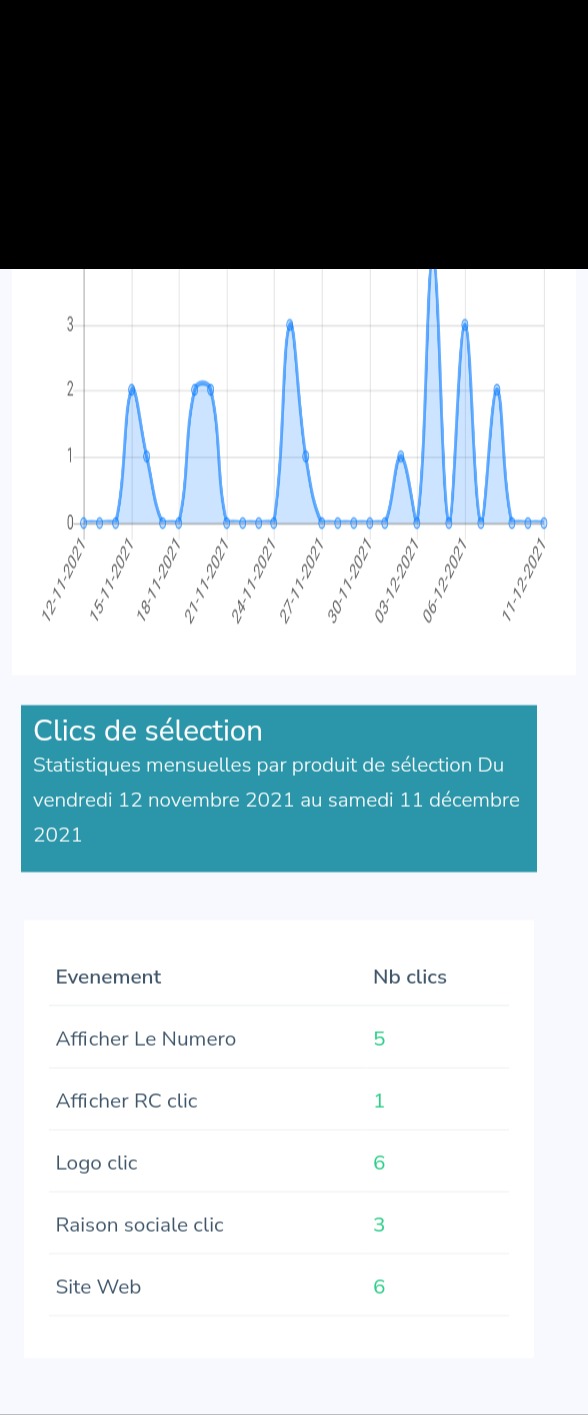 3
2
1
0
12-11-2021
15-11-2021
18-11-2021
21-11-2021
24-11-2021
27-11-2021
30-11-2021
03-12-2021
06-12-2021
11-12-2021
Clics de sélection
Statistiques mensuelles par produit de sélection Du
vendredi 12 novembre 2021 au samedi 11 décembre
2021
Evenement Nb clics
Afficher Le Numero 5
Afficher RC clic 1
Logo clic 6
Raison sociale clic 3
Site Web 6